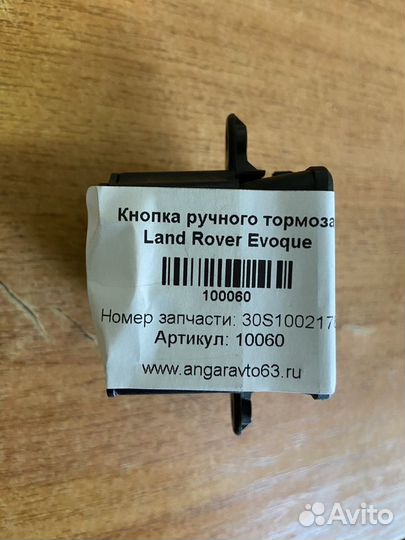 Кнопка ручного тормоза
Land Rover Evoque
100060
Номер запчасти: 30S100217
Артикул: 10060
www.angaravto63.ru
Avito